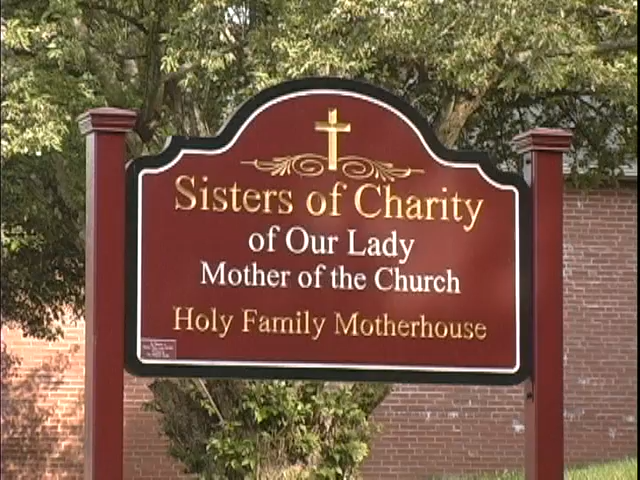 Sisters of Charity
of Our Lady
Mother of the Church
Holy Family Motherhouse